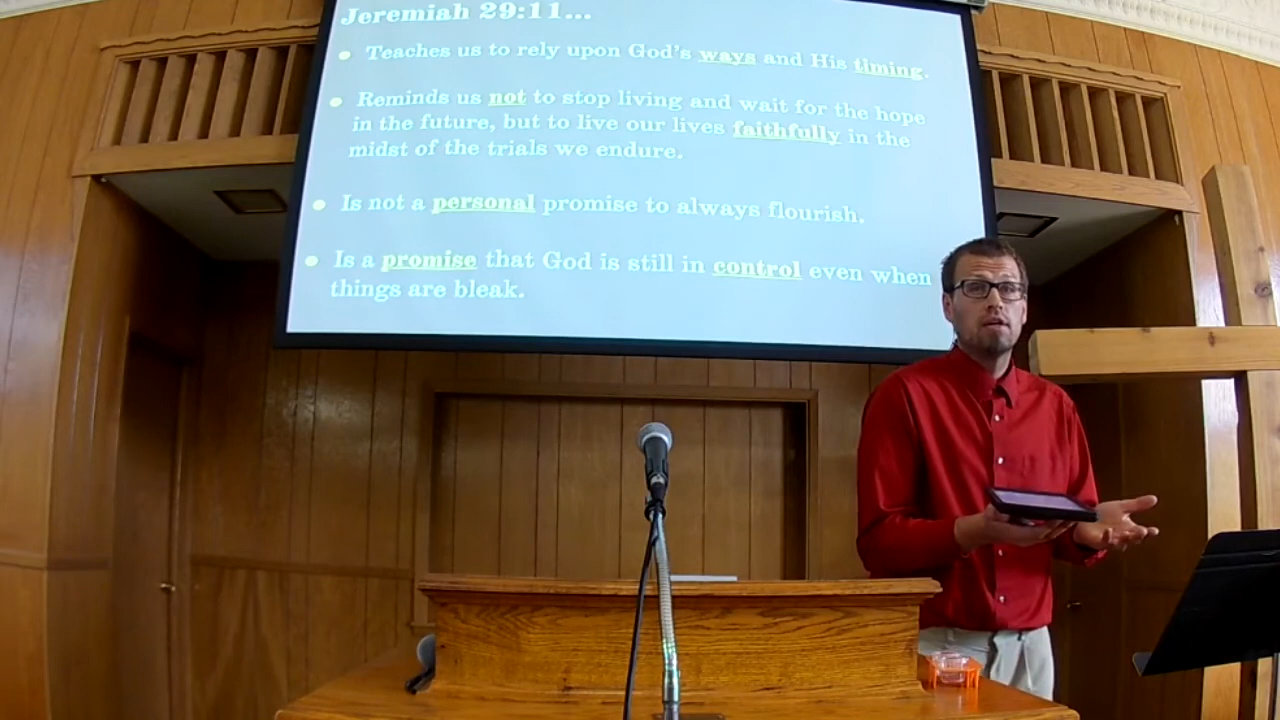 Jeremiah 29:11...
• Teaches us to rely upon God's ways and His timing.
• Reminds us not to stop living and wait for the hope
in the future, but to live our lives faithfully in the
midst of the trials we endure.
• Is not a personal promise to always flourish.
• Is a promise that God is still in control even when
things are bleak.